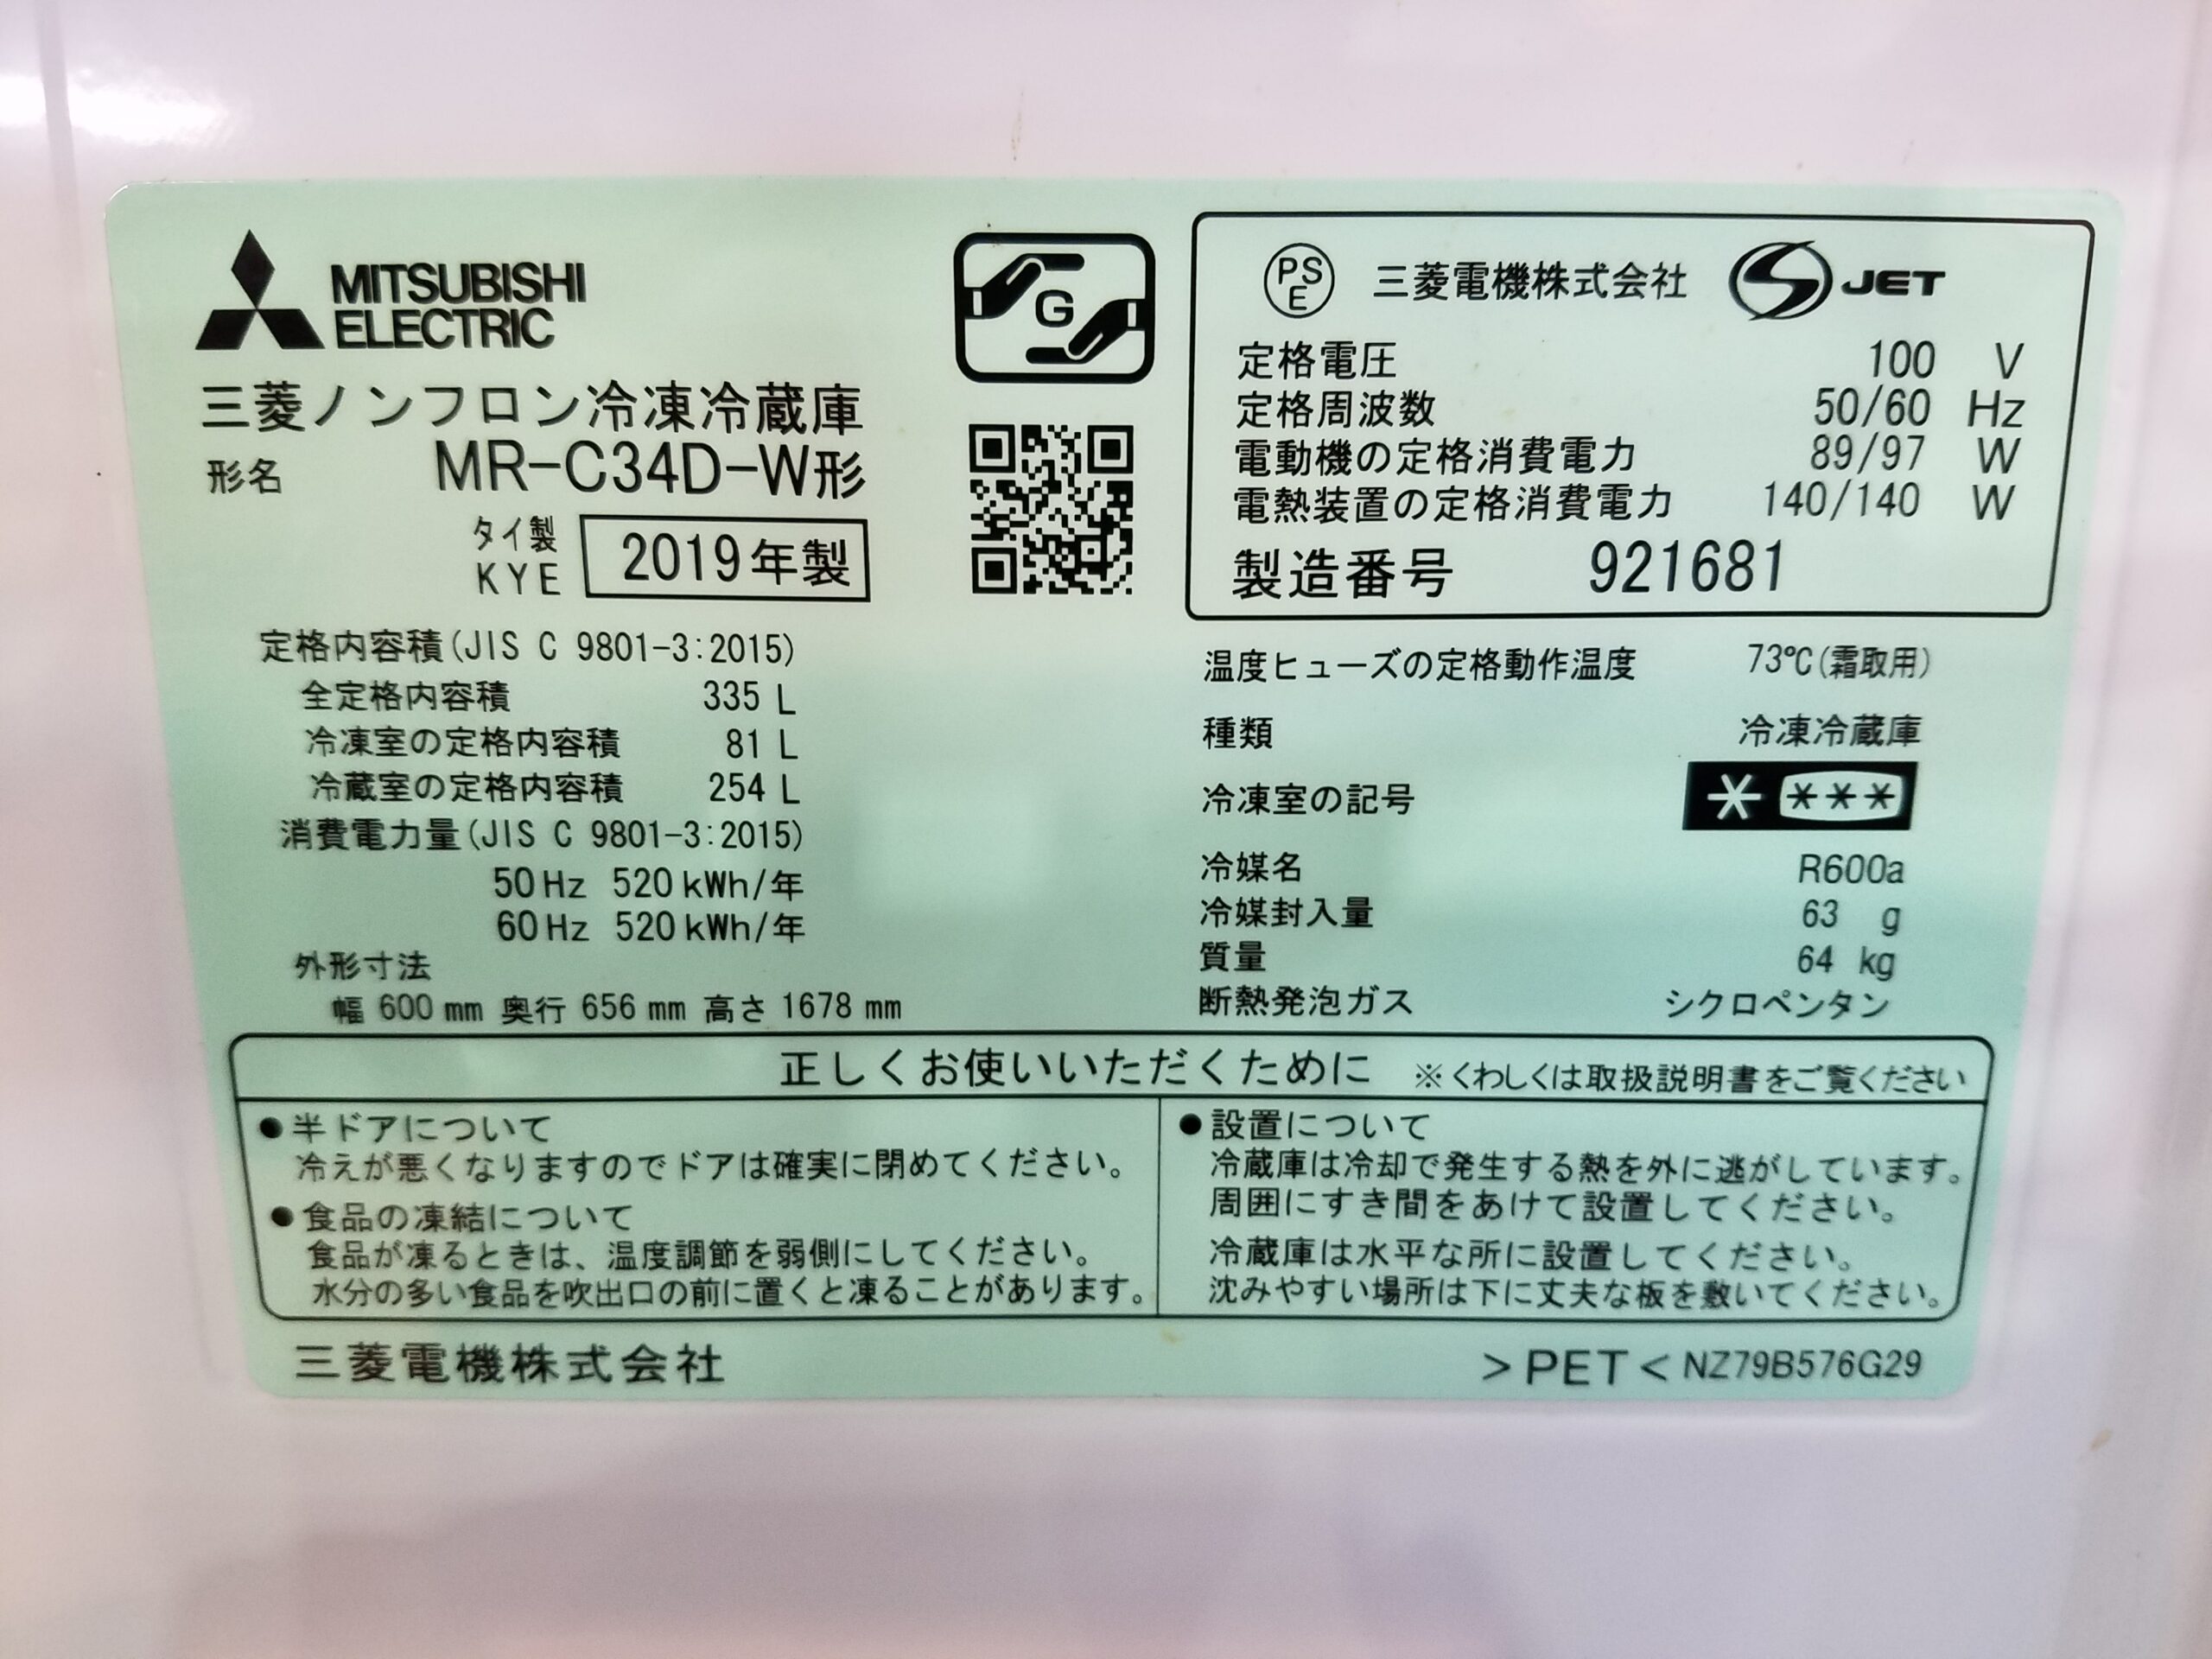 MITSUBISHI
ELECTRIC
三菱ノンフロン冷凍冷蔵庫
形名 MR-C34D-W形
タイ製
KYE
2019年製
定格内容積(JIS C 9801-3:2015)
全定格内容積 335 L
冷凍室の定格内容積 81 L
冷蔵室の定格内容積 254 L
消費電力量(JIS C 9801-3:2015)
50Hz 520kWh/年
60Hz 520kWh/年
外形寸法
幅 600mm 奥行 656mm 高さ 1678mm
G
PS
E
三菱電機株式会社 JET
定格電圧 100 V
定格周波数 50/60 Hz
電動機の定格消費電力 89/97 W
電熱装置の定格消費電力 140/140 W
製造番号 921681
温度ヒューズの定格動作温度 73℃(霜取用)
種類 冷凍冷蔵庫
冷凍室の記号 * ***
冷媒名 R600a
冷媒封入量 63 g
質量 64 kg
断熱発泡ガス シクロペンタン
正しくお使いいただくために ※くわしくは取扱説明書をご覧ください
●半ドアについて
冷えが悪くなりますのでドアは確実に閉めてください。
●食品の凍結について
食品が凍るときは、温度調節を弱側にしてください。
水分の多い食品を吹出口の前に置くと凍ることがあります。
●設置について
冷蔵庫は冷却で発生する熱を外に逃がしています。
周囲にすき間をあけて設置してください。
冷蔵庫は水平な所に設置してください。
沈みやすい場所は下に丈夫な板を敷いてください。
三菱電機株式会社
>PET< NZ79B576G29